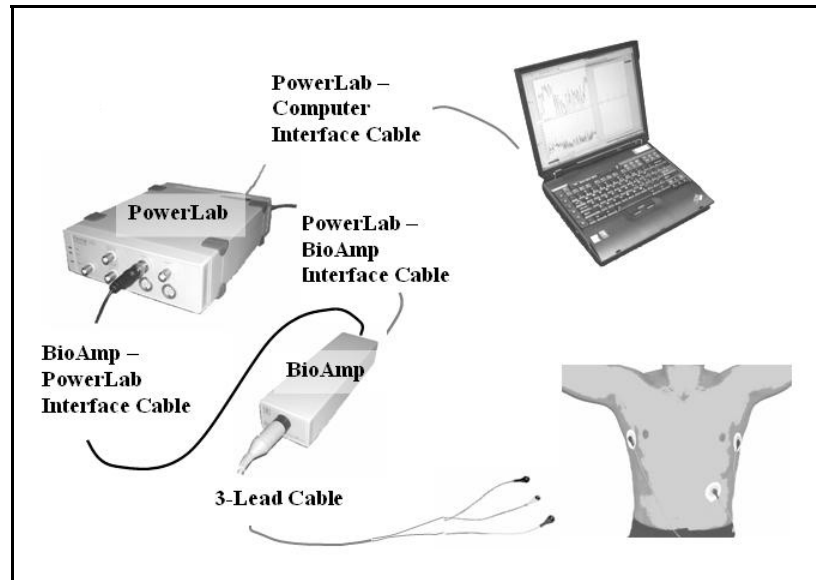 PowerLab –
Computer
Interface Cable
PowerLab
PowerLab –
BioAmp
Interface Cable
BioAmp –
PowerLab
Interface Cable
BioAmp
3-Lead Cable